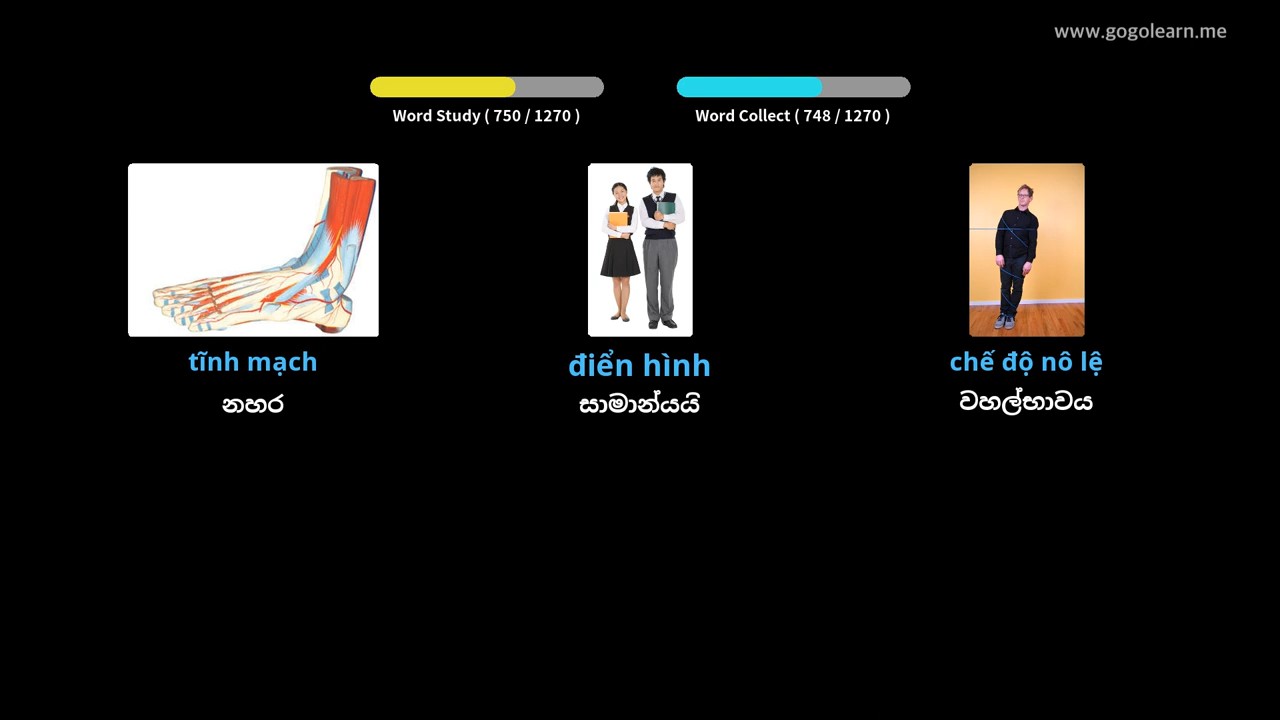 www.gogolearn.me
Word Study ( 750 / 1270 )
Word Collect ( 748 / 1270 )
tĩnh mạch
điển hình
chế độ nô lệ
නහර
සාමාන්යයි
වහල්භාවය